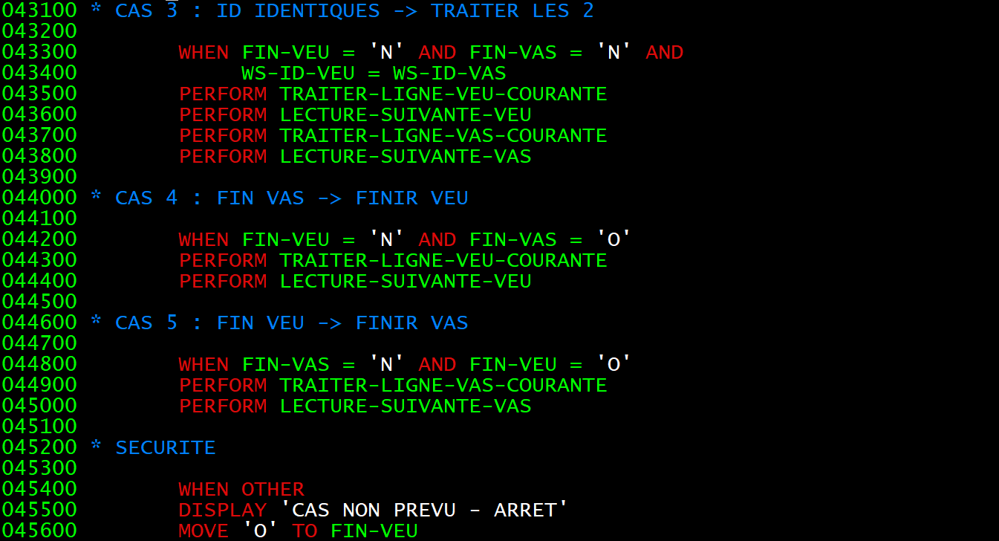 043100 * CAS 3 : ID IDENTIQUES -> TRAITER LES 2
043200
043300 WHEN FIN-VEU = 'N' AND FIN-VAS = 'N' AND
043400 WS-ID-VEU = WS-ID-VAS
043500 PERFORM TRAITER-LIGNE-VEU-COURANTE
043600 PERFORM LECTURE-SUIVANTE-VEU
043700 PERFORM TRAITER-LIGNE-VAS-COURANTE
043800 PERFORM LECTURE-SUIVANTE-VAS
043900
044000 * CAS 4 : FIN VAS -> FINIR VEU
044100
044200 WHEN FIN-VEU = 'N' AND FIN-VAS = 'O'
044300 PERFORM TRAITER-LIGNE-VEU-COURANTE
044400 PERFORM LECTURE-SUIVANTE-VEU
044500
044600 * CAS 5 : FIN VEU -> FINIR VAS
044700
044800 WHEN FIN-VAS = 'N' AND FIN-VEU = 'O'
044900 PERFORM TRAITER-LIGNE-VAS-COURANTE
045000 PERFORM LECTURE-SUIVANTE-VAS
045100
045200 * SECURITE
045300
045400 WHEN OTHER
045500 DISPLAY 'CAS NON PREVU - ARRET'
045600 MOVE 'O' TO FIN-VEU